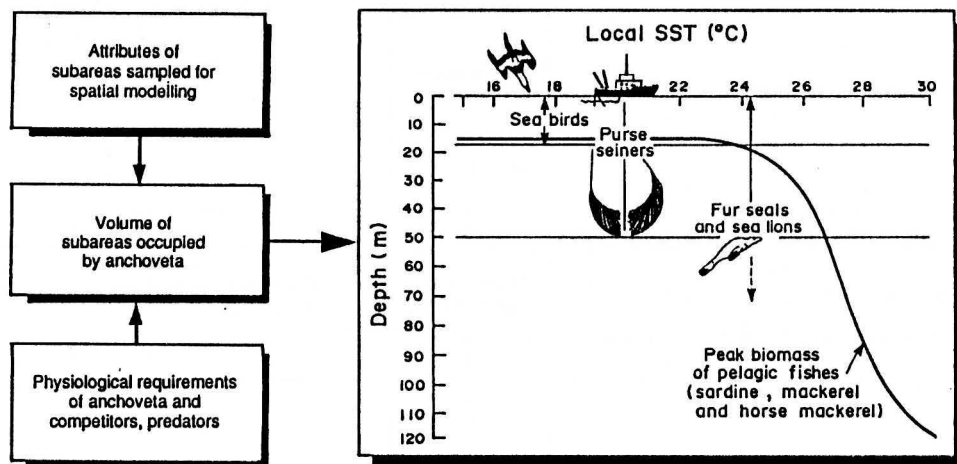 Attributes of
subareas sampled for
spatial modelling
Volume of
subareas occupied
by anchoveta
Physiological requirements
of anchoveta and
competitors, predators
Local SST (°C)
16 18 20 22 24 26 28 30
Depth (m)
0
10
20
30
40
50
60
70
80
90
100
110
120
Sea birds
Purse
seiners
Fur seals
and sea lions
Peak biomass
of pelagic fishes
(sardine, mackerel
and horse mackerel)